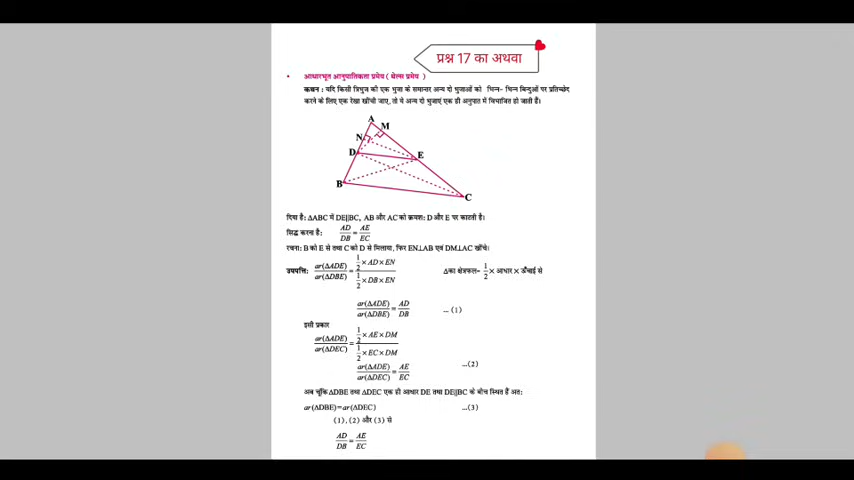 प्रश्न 17 का अथवा
• आधारभूत आनुपातिकता प्रमेय ( थेल्स प्रमेय )
कथन : यदि किसी त्रिभुज की एक भुजा के समानार अन्य दो भुजाओं को भिन्न- भिन्न बिन्दुओं पर प्रतिच्छेद
करने के लिए एक रेखा खींची जाए, तो ये अन्य दो भुजाएं एक ही अनुपात में विभाजित हो जाती हैं।
A
M
N
D
E
B
C
दिया है: ΔABC में DE||BC, AB और AC को क्रमश: D और E पर काटती है।
सिद्ध करना है: AD/DB = AE/EC
रचना: B को E से तथा C को D से मिलाया, फिर EN⊥AB एवं DM⊥AC खींचे।
उपपत्ति: ar(ΔADE)/ar(ΔDBE) = (1/2 × AD × EN)/(1/2 × DB × EN) Δका क्षेत्रफल= 1/2 × आधार × ऊँचाई से
ar(ΔADE)/ar(ΔDBE) = AD/DB ... (1)
इसी प्रकार
ar(ΔADE)/ar(ΔDEC) = (1/2 × AE × DM)/(1/2 × EC × DM)
ar(ΔADE)/ar(ΔDEC) = AE/EC ...(2)
अब चूंकि ΔDBE तथा ΔDEC एक ही आधार DE तथा DE||BC के बीच स्थित हैं अत:
ar(ΔDBE)=ar(ΔDEC) ...(3)
(1), (2) और (3) से
AD/DB = AE/EC